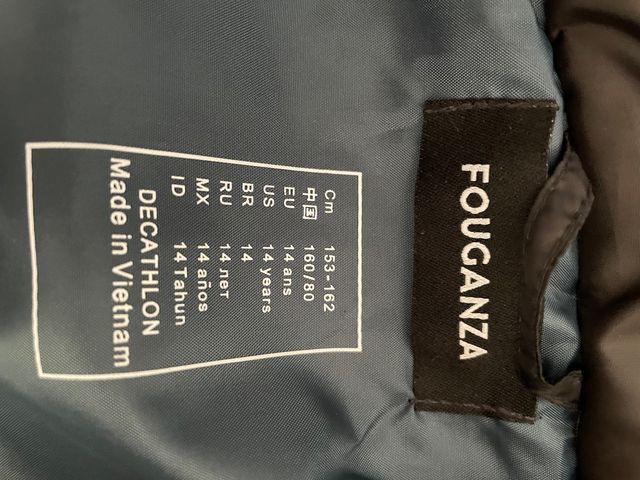 FOUGANZA
Cm 153-162
中国 160/80
EU 14 ans
US 14 years
BR 14
RU 14 лет
MX 14 años
ID 14 Tahun
DECATHLON
Made in Vietnam